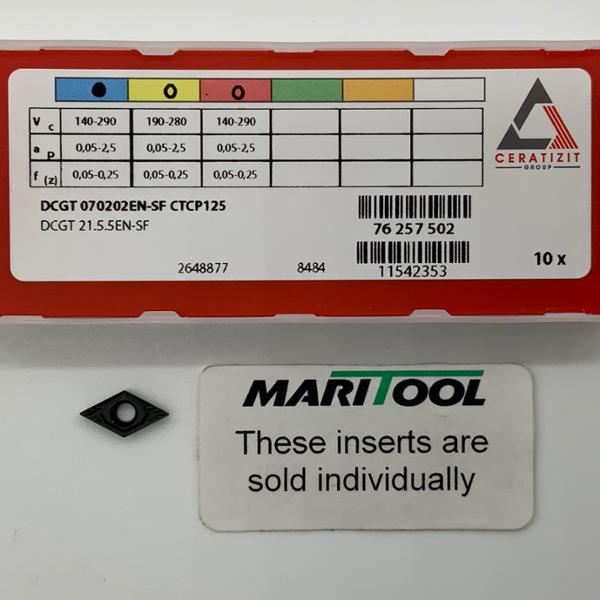 V c 140-290 190-280 140-290
a p 0,05-2,5 0,05-2,5 0,05-2,5
f (z) 0,05-0,25 0,05-0,25 0,05-0,25
CERATIZIT
GROUP
DCGT 070202EN-SF CTCP125
DCGT 21.5.5EN-SF
76 257 502
2648877 8484 11542353
10 x
MARITOOL
These inserts are
sold individually